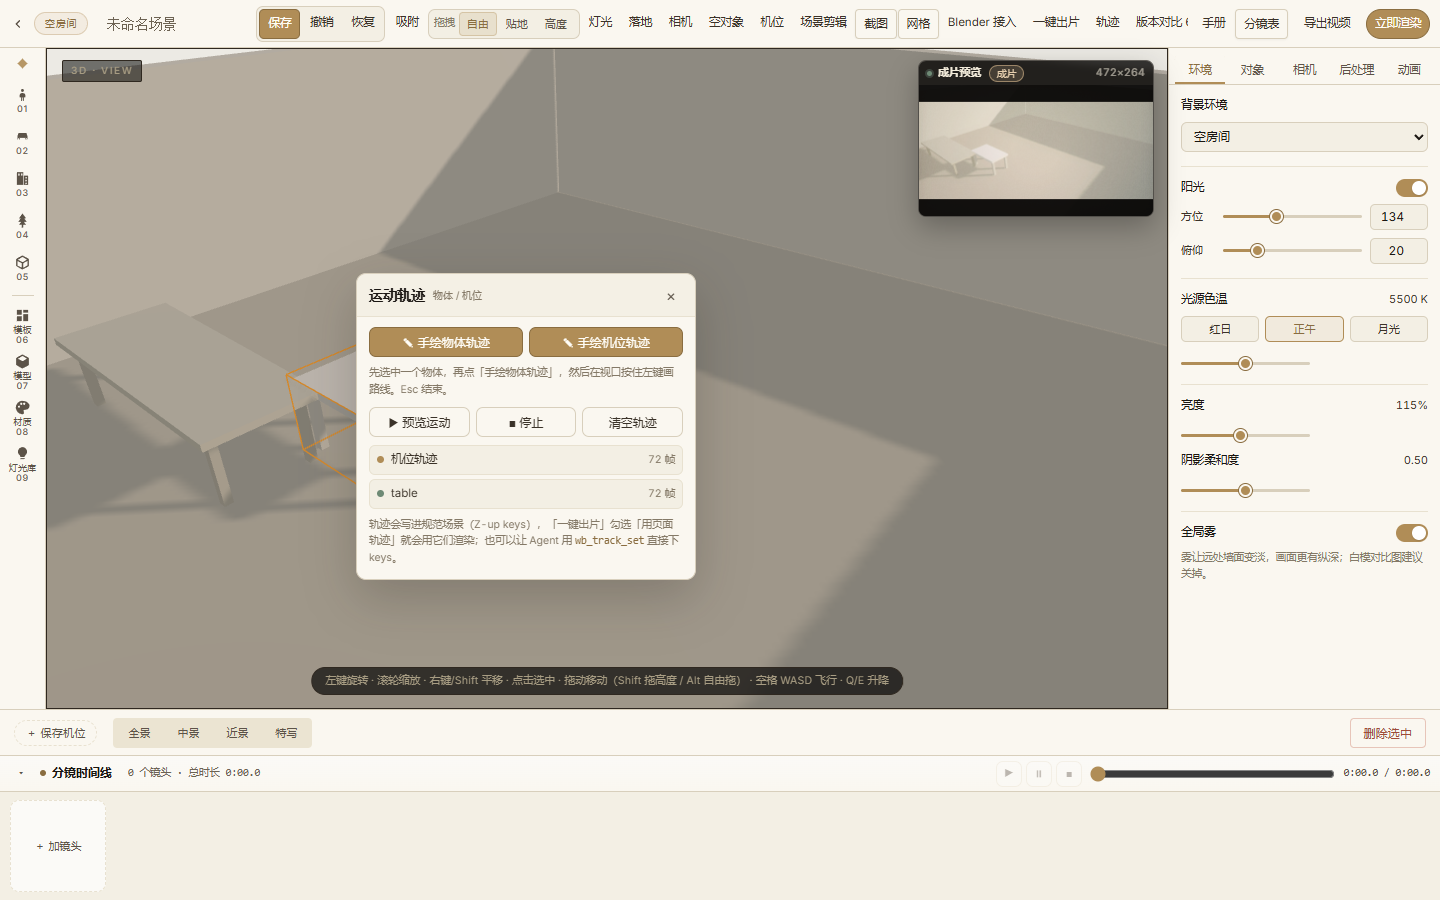 空房间
未命名场景
保存 撤销 恢复 吸附 拖拽 自由 贴地 高度 灯光 落地 相机 空对象 机位 场景剪辑 截图 网格 Blender 接入 一键出片 轨迹 版本对比 手册 分镜表 导出视频 立即渲染
01
02
03
04
05
模板
06
模型
07
材质
08
灯光库
09
3D · VIEW
成片预览 成片 472×264
运动轨迹 物体 / 机位 ×
手绘物体轨迹 手绘机位轨迹
先选中一个物体，再点「手绘物体轨迹」，然后在视口按住左键画
路线。Esc 结束。
▶ 预览运动 ■ 停止 清空轨迹
机位轨迹 72 帧
table 72 帧
轨迹会写进规范场景（Z-up keys），「一键出片」勾选「用页面
轨迹」就会用它们渲染；也可以让 Agent 用 wb_track_set 直接下
keys。
左键旋转 · 滚轮缩放 · 右键/Shift 平移 · 点击选中 · 拖动移动（Shift 拖高度 / Alt 自由拖） · 空格 WASD 飞行 · Q/E 升降
环境 对象 相机 后处理 动画
背景环境
空房间
阳光
方位 134
俯仰 20
光源色温 5500 K
红日 正午 月光
亮度 115%
阴影柔和度 0.50
全局雾
雾让远处墙面变淡，画面更有纵深；白模对比图建议
关掉。
+ 保存机位 全景 中景 近景 特写 删除选中
分镜时间线 0 个镜头 · 总时长 0:00.0 0:00.0 / 0:00.0
+ 加镜头